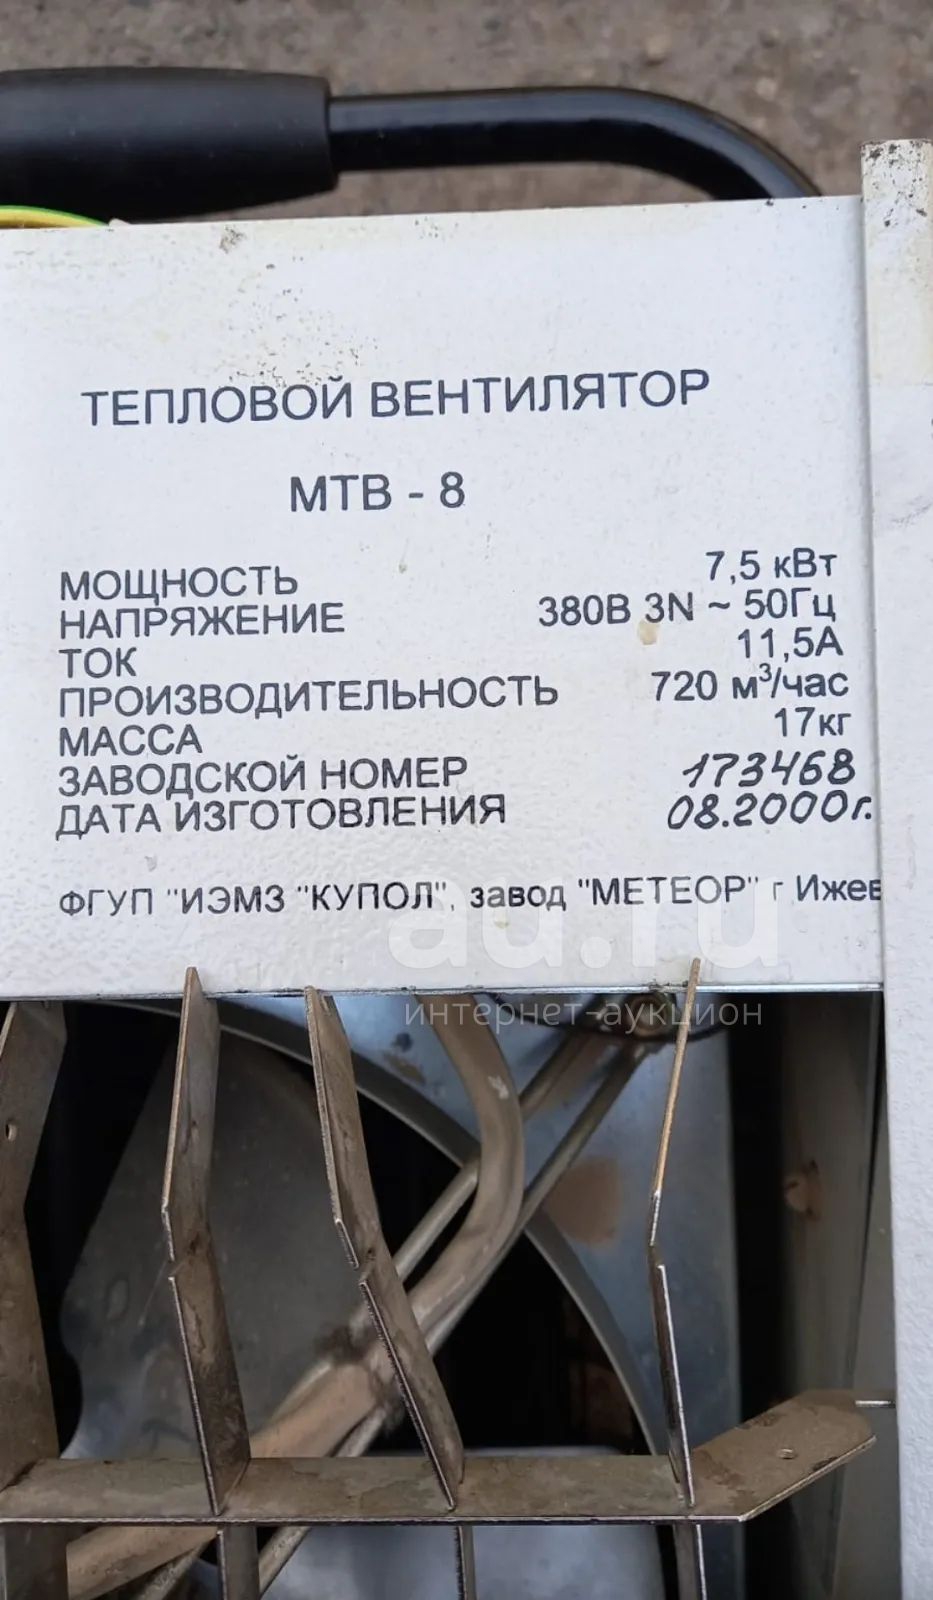 ТЕПЛОВОЙ ВЕНТИЛЯТОР
МТВ - 8
МОЩНОСТЬ 7,5 кВт
НАПРЯЖЕНИЕ 380В 3N ~ 50Гц
ТОК 11,5А
ПРОИЗВОДИТЕЛЬНОСТЬ 720 м³/час
МАССА 17кг
ЗАВОДСКОЙ НОМЕР 173468
ДАТА ИЗГОТОВЛЕНИЯ 08.2000г.
ФГУП "ИЭМЗ "КУПОЛ", завод "МЕТЕОР" г Ижев
au.ru
интернет-аукцион